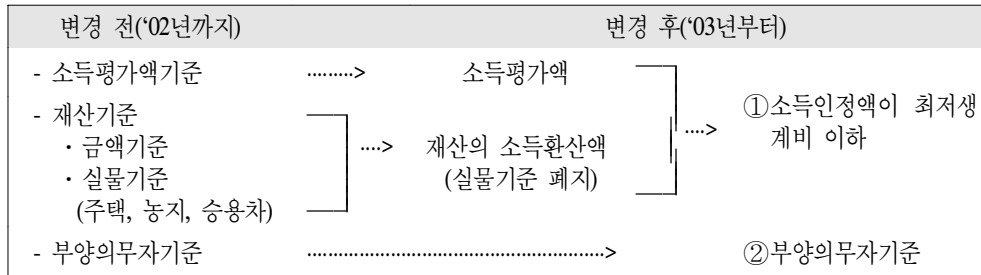 변경 전(‘02년까지) 변경 후(‘03년부터)
- 소득평가액기준 ·········> 소득평가액
- 재산기준
①소득인정액이 최저생
・금액기준 ····> 재산의 소득환산액 ····> 계비 이하
・실물기준 (실물기준 폐지)
(주택, 농지, 승용차)
- 부양의무자기준 ·····················································> ②부양의무자기준